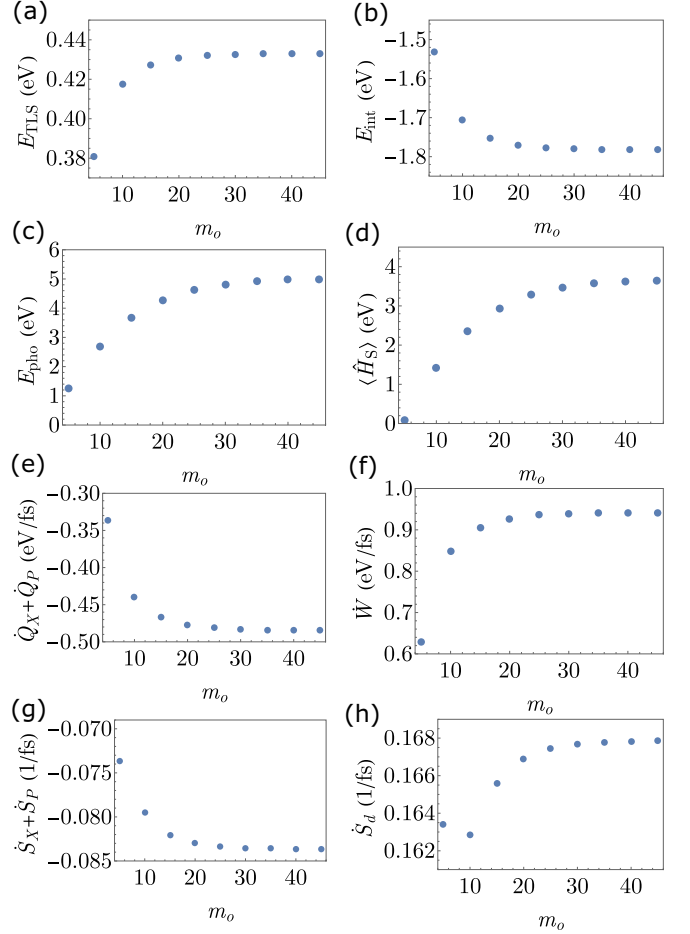 (a)
(b)
0.44
0.42
0.40
0.38
E_TLS (eV)
10 20 30 40
m_o
−1.5
−1.6
−1.7
−1.8
E_int (eV)
10 20 30 40
m_o
(c)
(d)
6
5
4
3
2
1
0
E_pho (eV)
10 20 30 40
m_o
4
3
2
1
0
⟨Ĥ_S⟩ (eV)
10 20 30 40
m_o
(e)
(f)
−0.30
−0.35
−0.40
−0.45
−0.50
Q̇_X+Q̇_P (eV/fs)
10 20 30 40
m_o
1.0
0.9
0.8
0.7
0.6
Ẇ (eV/fs)
10 20 30 40
m_o
(g)
(h)
−0.070
−0.075
−0.080
−0.085
Ṡ_X+Ṡ_P (1/fs)
10 20 30 40
m_o
0.168
0.166
0.164
0.162
Ṡ_d (1/fs)
10 20 30 40
m_o